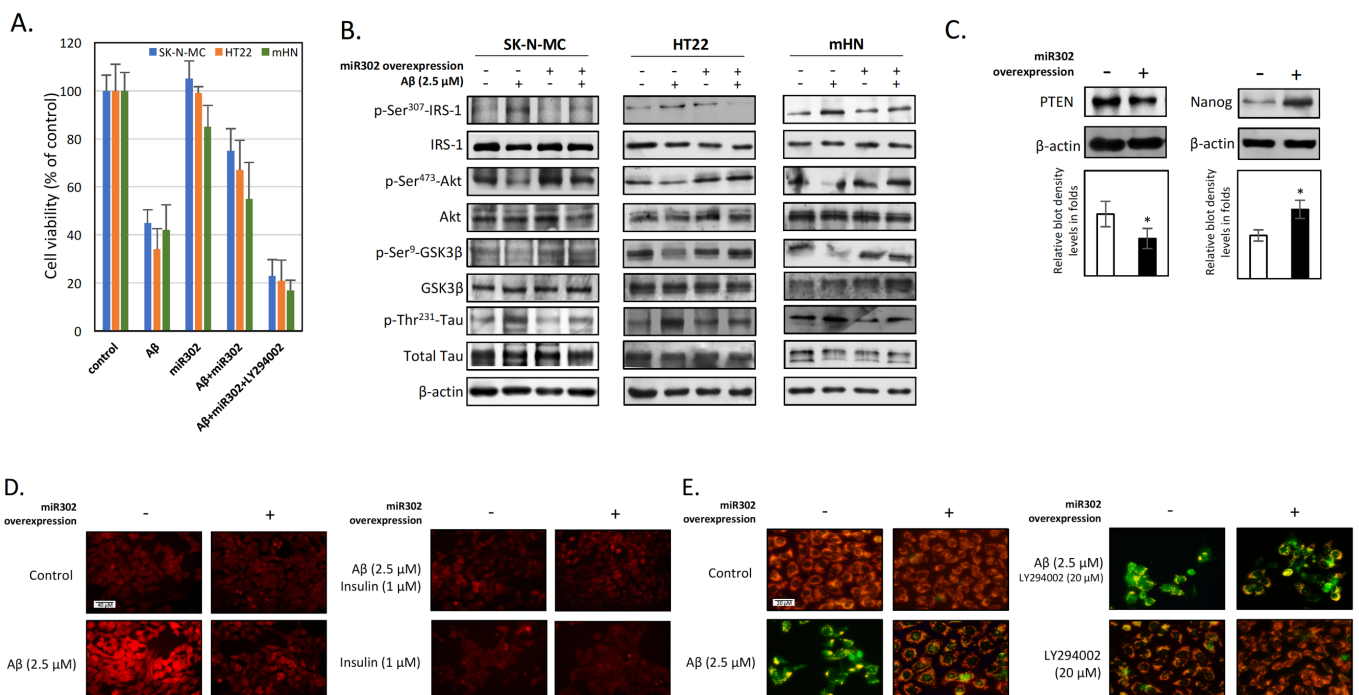 A.
120
100
80
60
40
20
0
Cell viability (% of control)
SK-N-MC HT22 mHN
control
Aβ
miR302
Aβ+miR302
Aβ+miR302+LY294002
B.
SK-N-MC HT22 mHN
miR302 overexpression - - + + - - + + - - + +
Aβ (2.5 μM) - + - + - + - + - + - +
p-Ser307-IRS-1
IRS-1
p-Ser473-Akt
Akt
p-Ser9-GSK3β
GSK3β
p-Thr231-Tau
Total Tau
β-actin
C.
miR302
overexpression
- +
PTEN
β-actin
Relative blot density
levels in folds
*
- +
Nanog
β-actin
Relative blot density
levels in folds
*
D.
miR302
overexpression
- +
Control
40 μM
Aβ (2.5 μM)
miR302
overexpression
- +
Aβ (2.5 μM)
Insulin (1 μM)
Insulin (1 μM)
E.
miR302
overexpression
- +
Control
20 μM
Aβ (2.5 μM)
miR302
overexpression
- +
Aβ (2.5 μM)
LY294002 (20 μM)
LY294002
(20 μM)